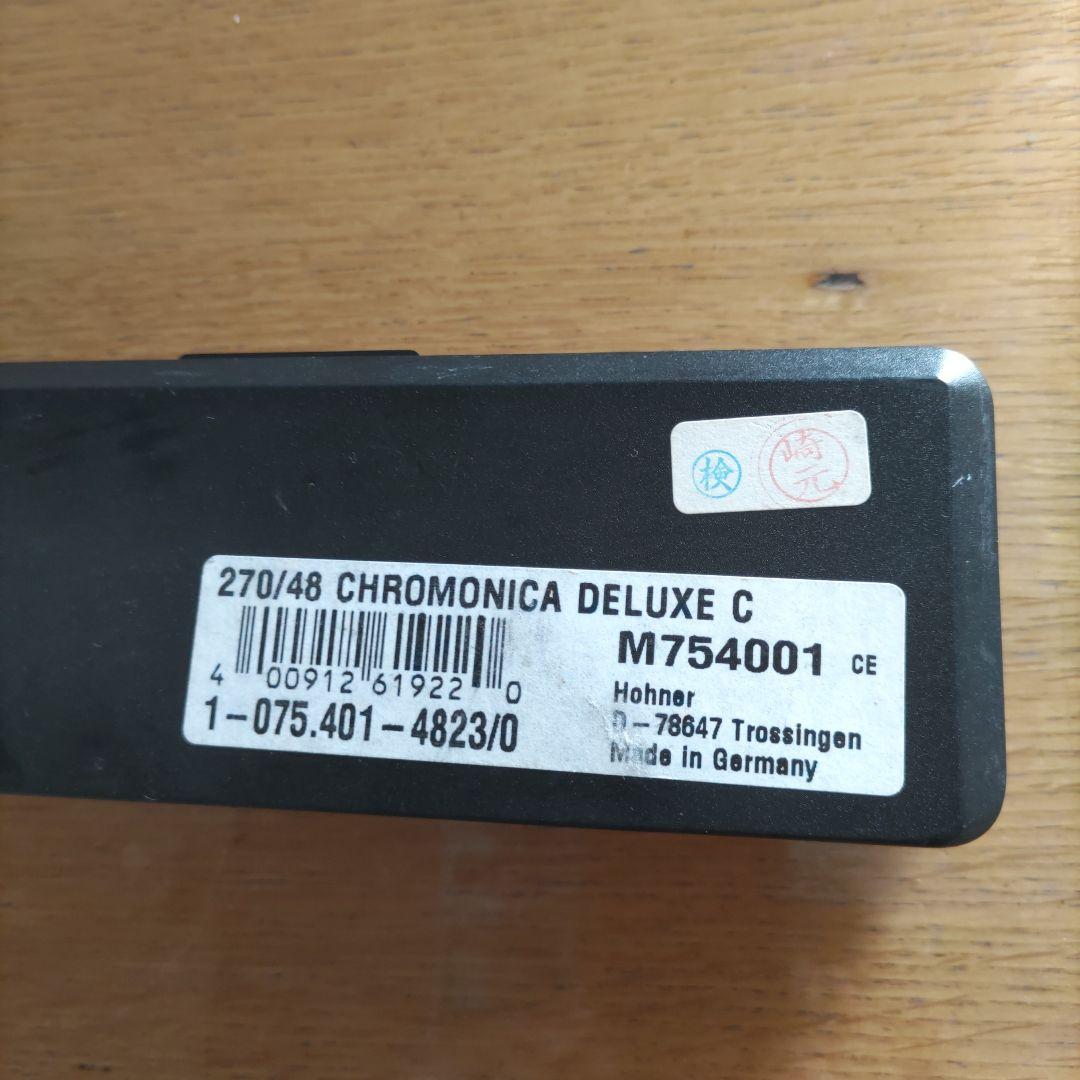 検
崎元
270/48 CHROMONICA DELUXE C
M754001 CE
4 00912 61922 0
Hohner
1-075.401-4823/0
D-78647 Trossingen
Made in Germany